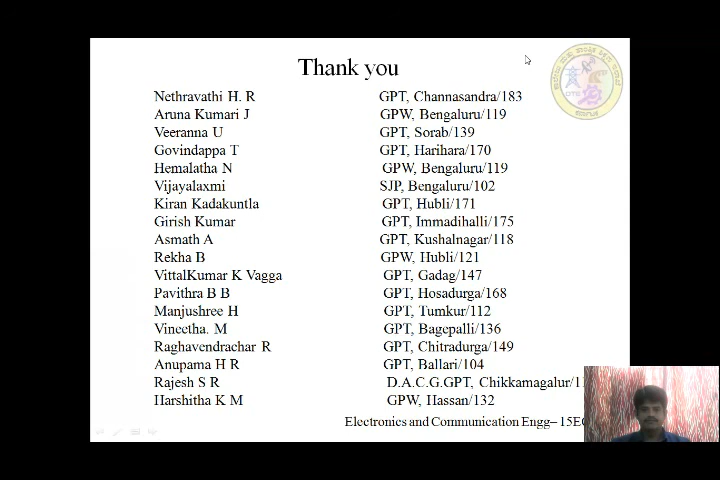 Thank you
Nethravathi H. R GPT, Channasandra/183
Aruna Kumari J GPW, Bengaluru/119
Veeranna U GPT, Sorab/139
Govindappa T GPT, Harihara/170
Hemalatha N GPW, Bengaluru/119
Vijayalaxmi SJP, Bengaluru/102
Kiran Kadakuntla GPT, Hubli/171
Girish Kumar GPT, Immadihalli/175
Asmath A GPT, Kushalnagar/118
Rekha B GPW, Hubli/121
VittalKumar K Vagga GPT, Gadag/147
Pavithra B B GPT, Hosadurga/168
Manjushree H GPT, Tumkur/112
Vineetha. M GPT, Bagepalli/136
Raghavendrachar R GPT, Chitradurga/149
Anupama H R GPT, Ballari/104
Rajesh S R D.A.C.G.GPT, Chikkamagalur/1
Harshitha K M GPW, Hassan/132
Electronics and Communication Engg– 15E